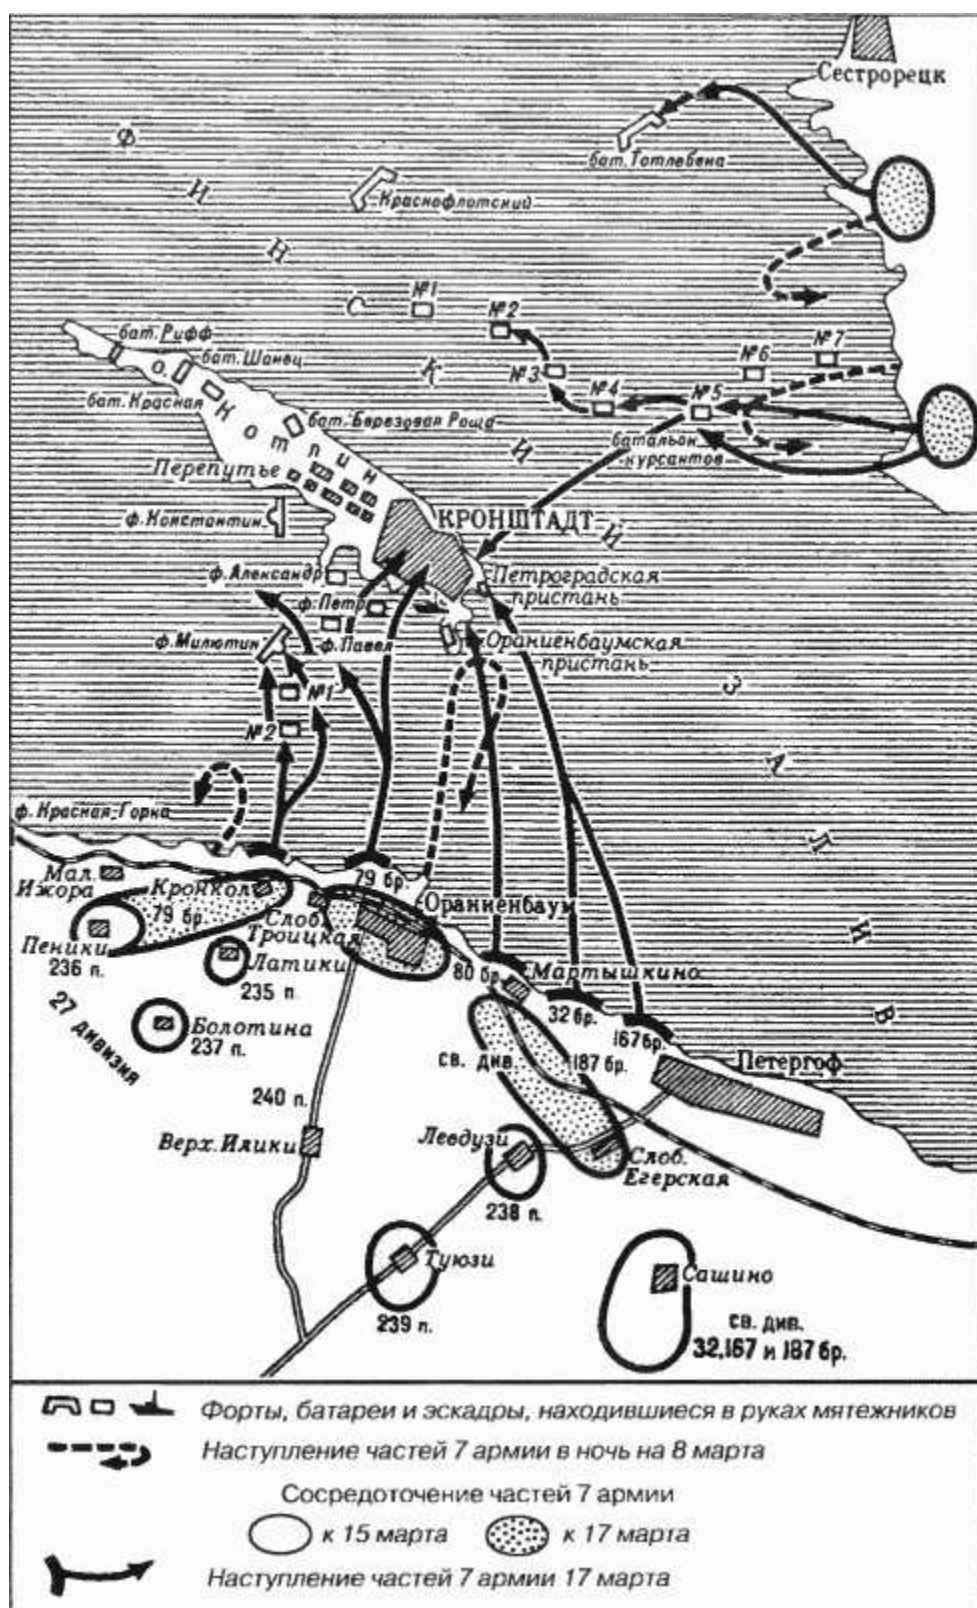 Сестрорецк
бат. Тотлебена
Краснофлотский
ФИНСКИЙ ЗАЛИВ
№1
№2
№3
№4
№5
№6
№7
батальон
курсантов
бат. Рифф
бат. Шанец
бат. Красная
о. Котлин
бат. Березовая Роща
Перепутье
ф. Константин
КРОНШТАДТ
ф. Александр
Петроградская
пристань
ф. Петр
ф. Павел
Ораниенбаумская
пристань
ф. Милютин
№1
№2
ф. Красная-Горка
Мал.
Ижора
Кронкол
79 бр.
79 бр.
Ораниенбаум
Слоб.
Троицкая
Пеники
236 п.
Латики
235 п.
Болотина
237 п.
27 дивизия
240 п.
Верх. Илики
80 бр.
Мартышкино
32 бр.
167 бр.
св. див.
187 бр.
Петергоф
Левдузи
238 п.
Слоб.
Егерская
Туюзи
239 п.
Сашино
св. див.
32,167 и 187 бр.
Форты, батареи и эскадры, находившиеся в руках мятежников
Наступление частей 7 армии в ночь на 8 марта
Сосредоточение частей 7 армии
к 15 марта
к 17 марта
Наступление частей 7 армии 17 марта